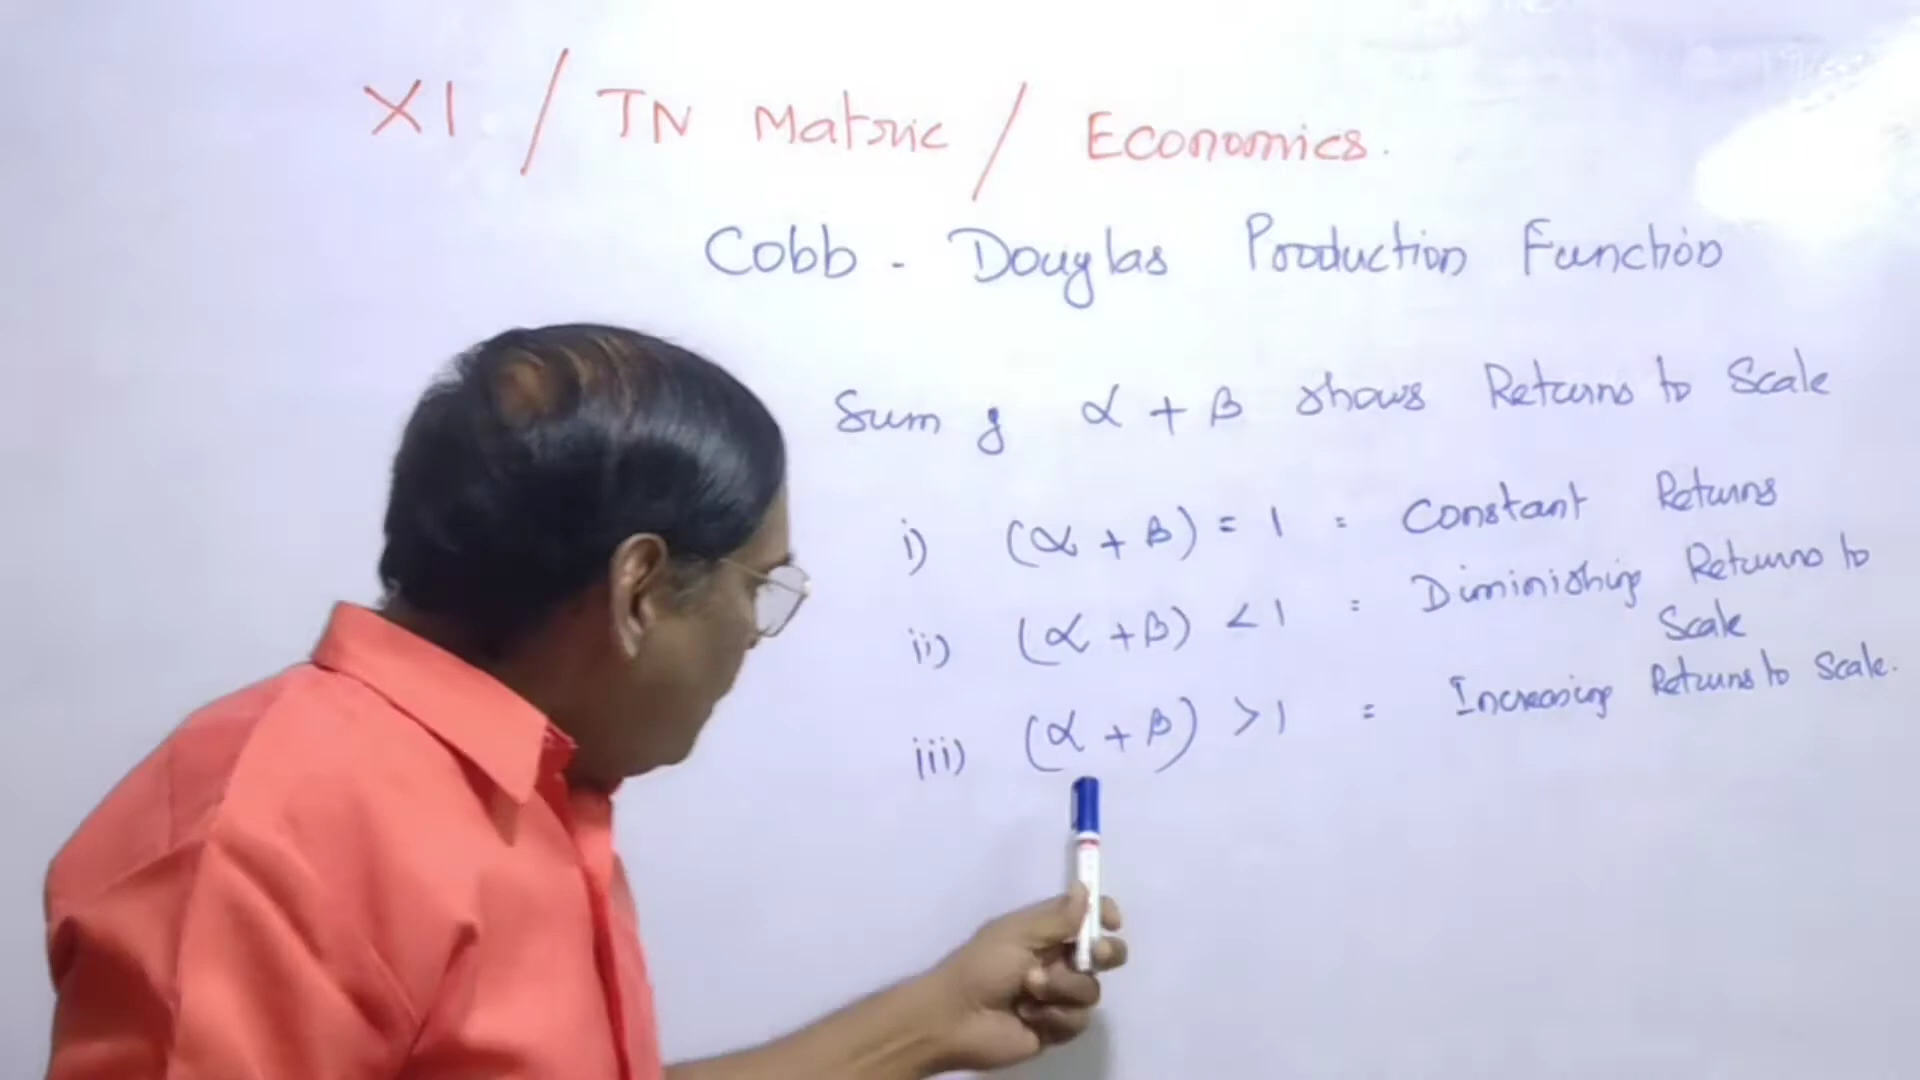 XI / TN Matric / Economics.
Cobb - Douglas Production Function
Sum of α + β shows Returns to Scale
i) (α + β) = 1 = Constant Returns
ii) (α + β) < 1 = Diminishing Returns to
Scale
iii) (α + β) > 1 = Increasing Returns to Scale.